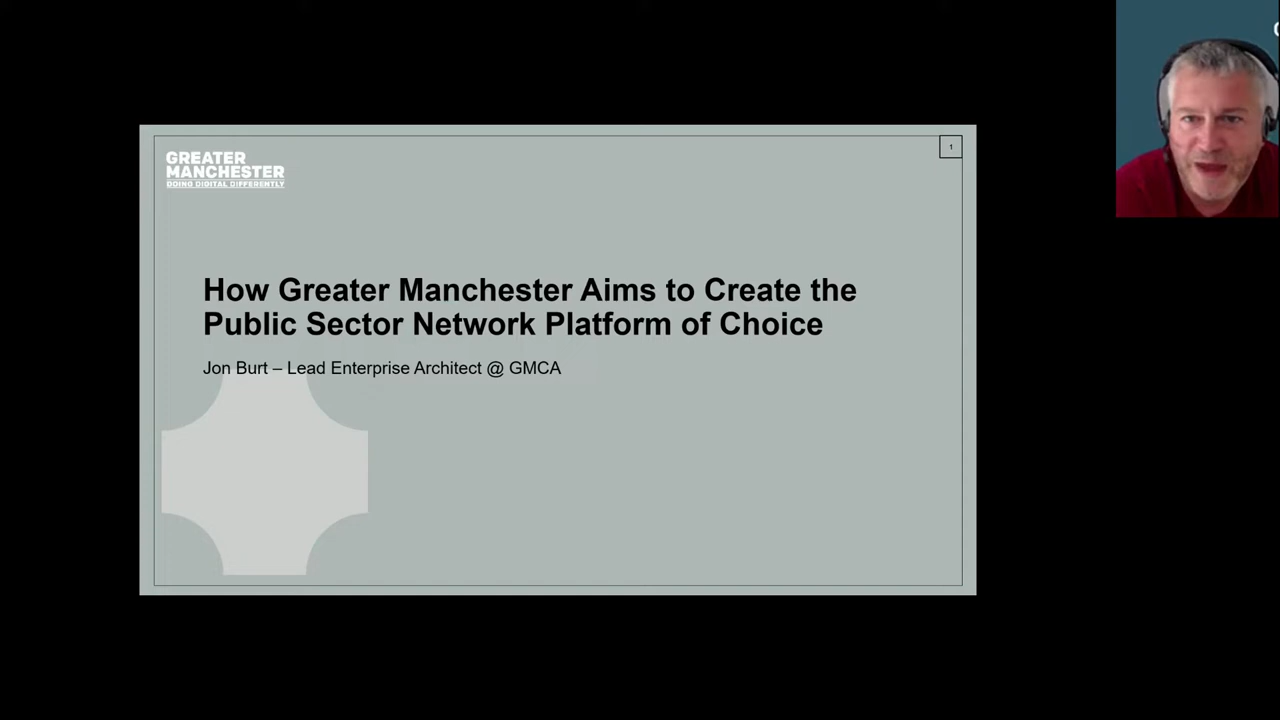 GREATER
MANCHESTER
DOING DIGITAL DIFFERENTLY
1
How Greater Manchester Aims to Create the
Public Sector Network Platform of Choice
Jon Burt – Lead Enterprise Architect @ GMCA